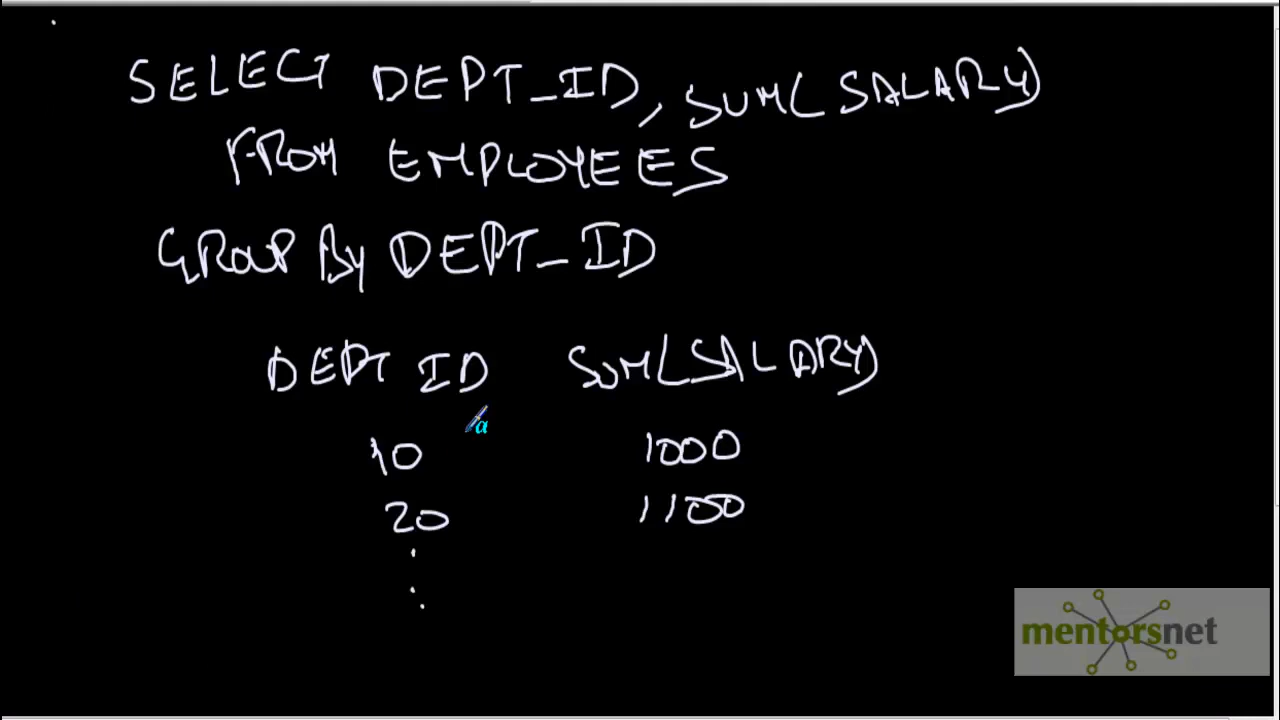 SELECT DEPT_ID, SUM(SALARY)
FROM EMPLOYEES
GROUP By DEPT_ID
DEPT ID SUM(SALARY)
10 1000
20 1100
mentorsnet